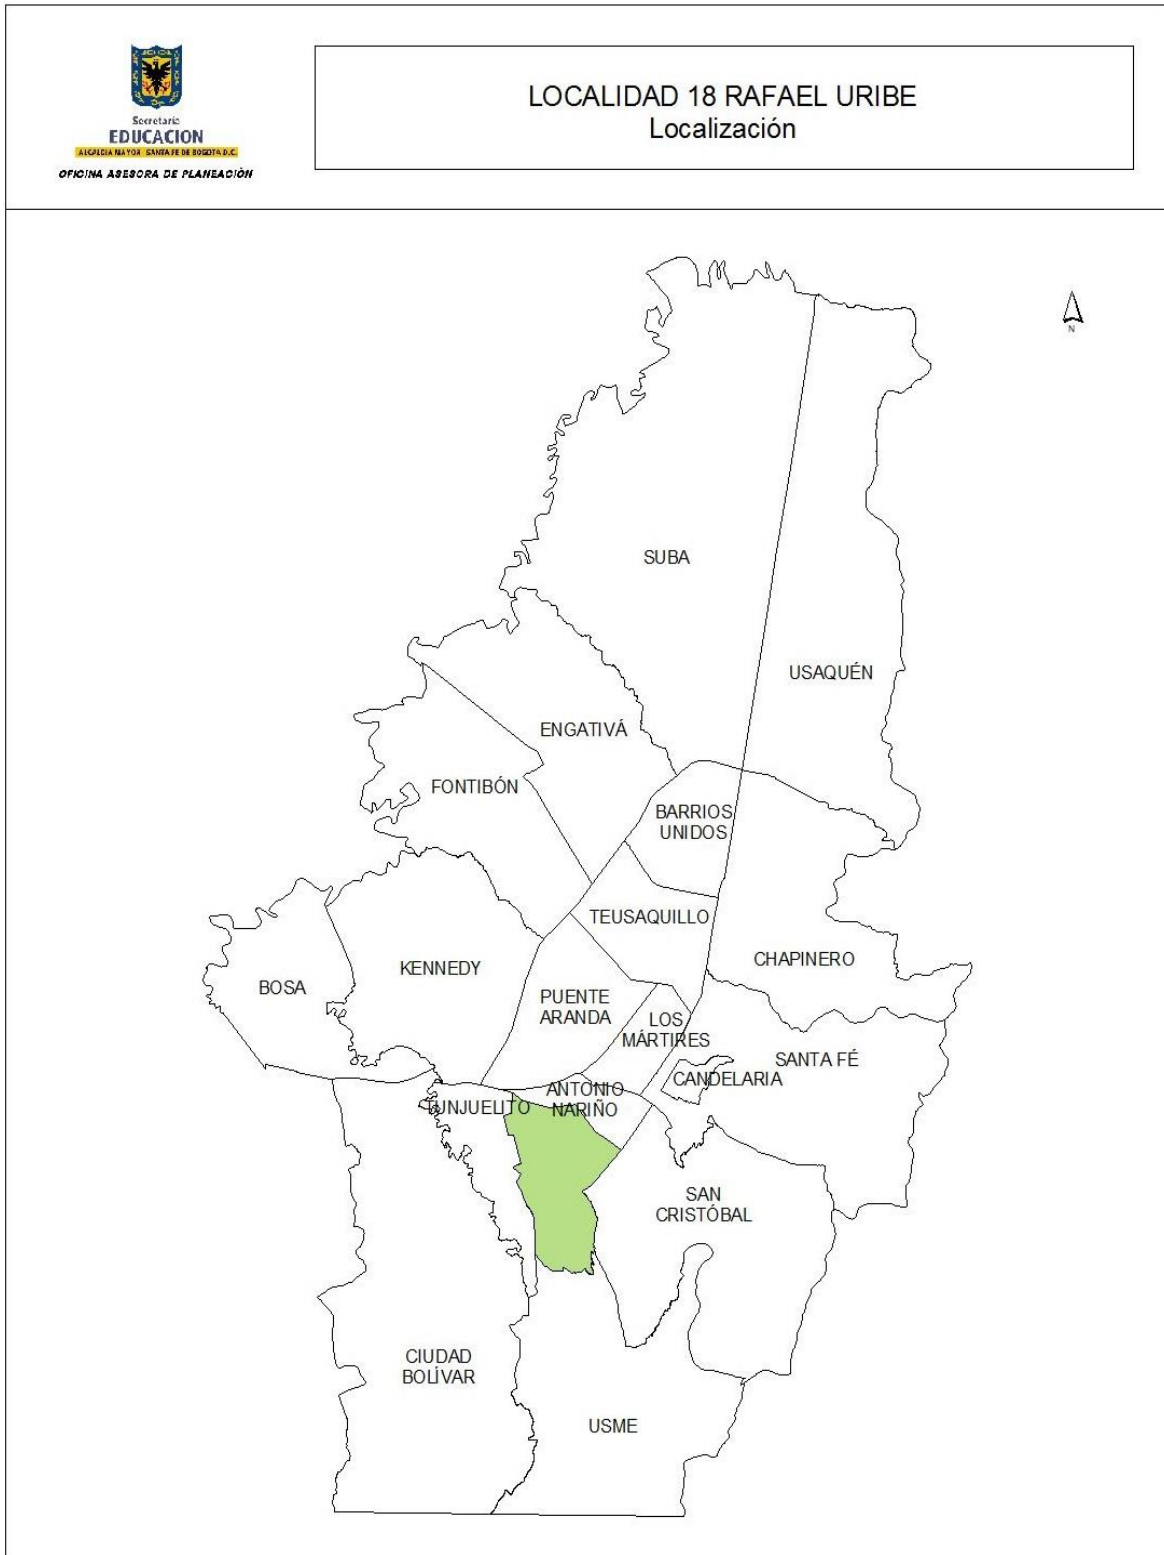 LOCALIDAD 18 RAFAEL URIBE
Localización
Secretaría
EDUCACION
ALCALDIA MAYOR SANTA FE DE BOGOTA D.C.
OFICINA ASESORA DE PLANEACIÓN
N
SUBA
USAQUÉN
ENGATIVÁ
FONTIBÓN
BARRIOS
UNIDOS
TEUSAQUILLO
CHAPINERO
KENNEDY
BOSA
PUENTE
ARANDA
LOS
MÁRTIRES
SANTA FÉ
CANDELARIA
ANTONIO
NARIÑO
TUNJUELITO
SAN
CRISTÓBAL
CIUDAD
BOLÍVAR
USME